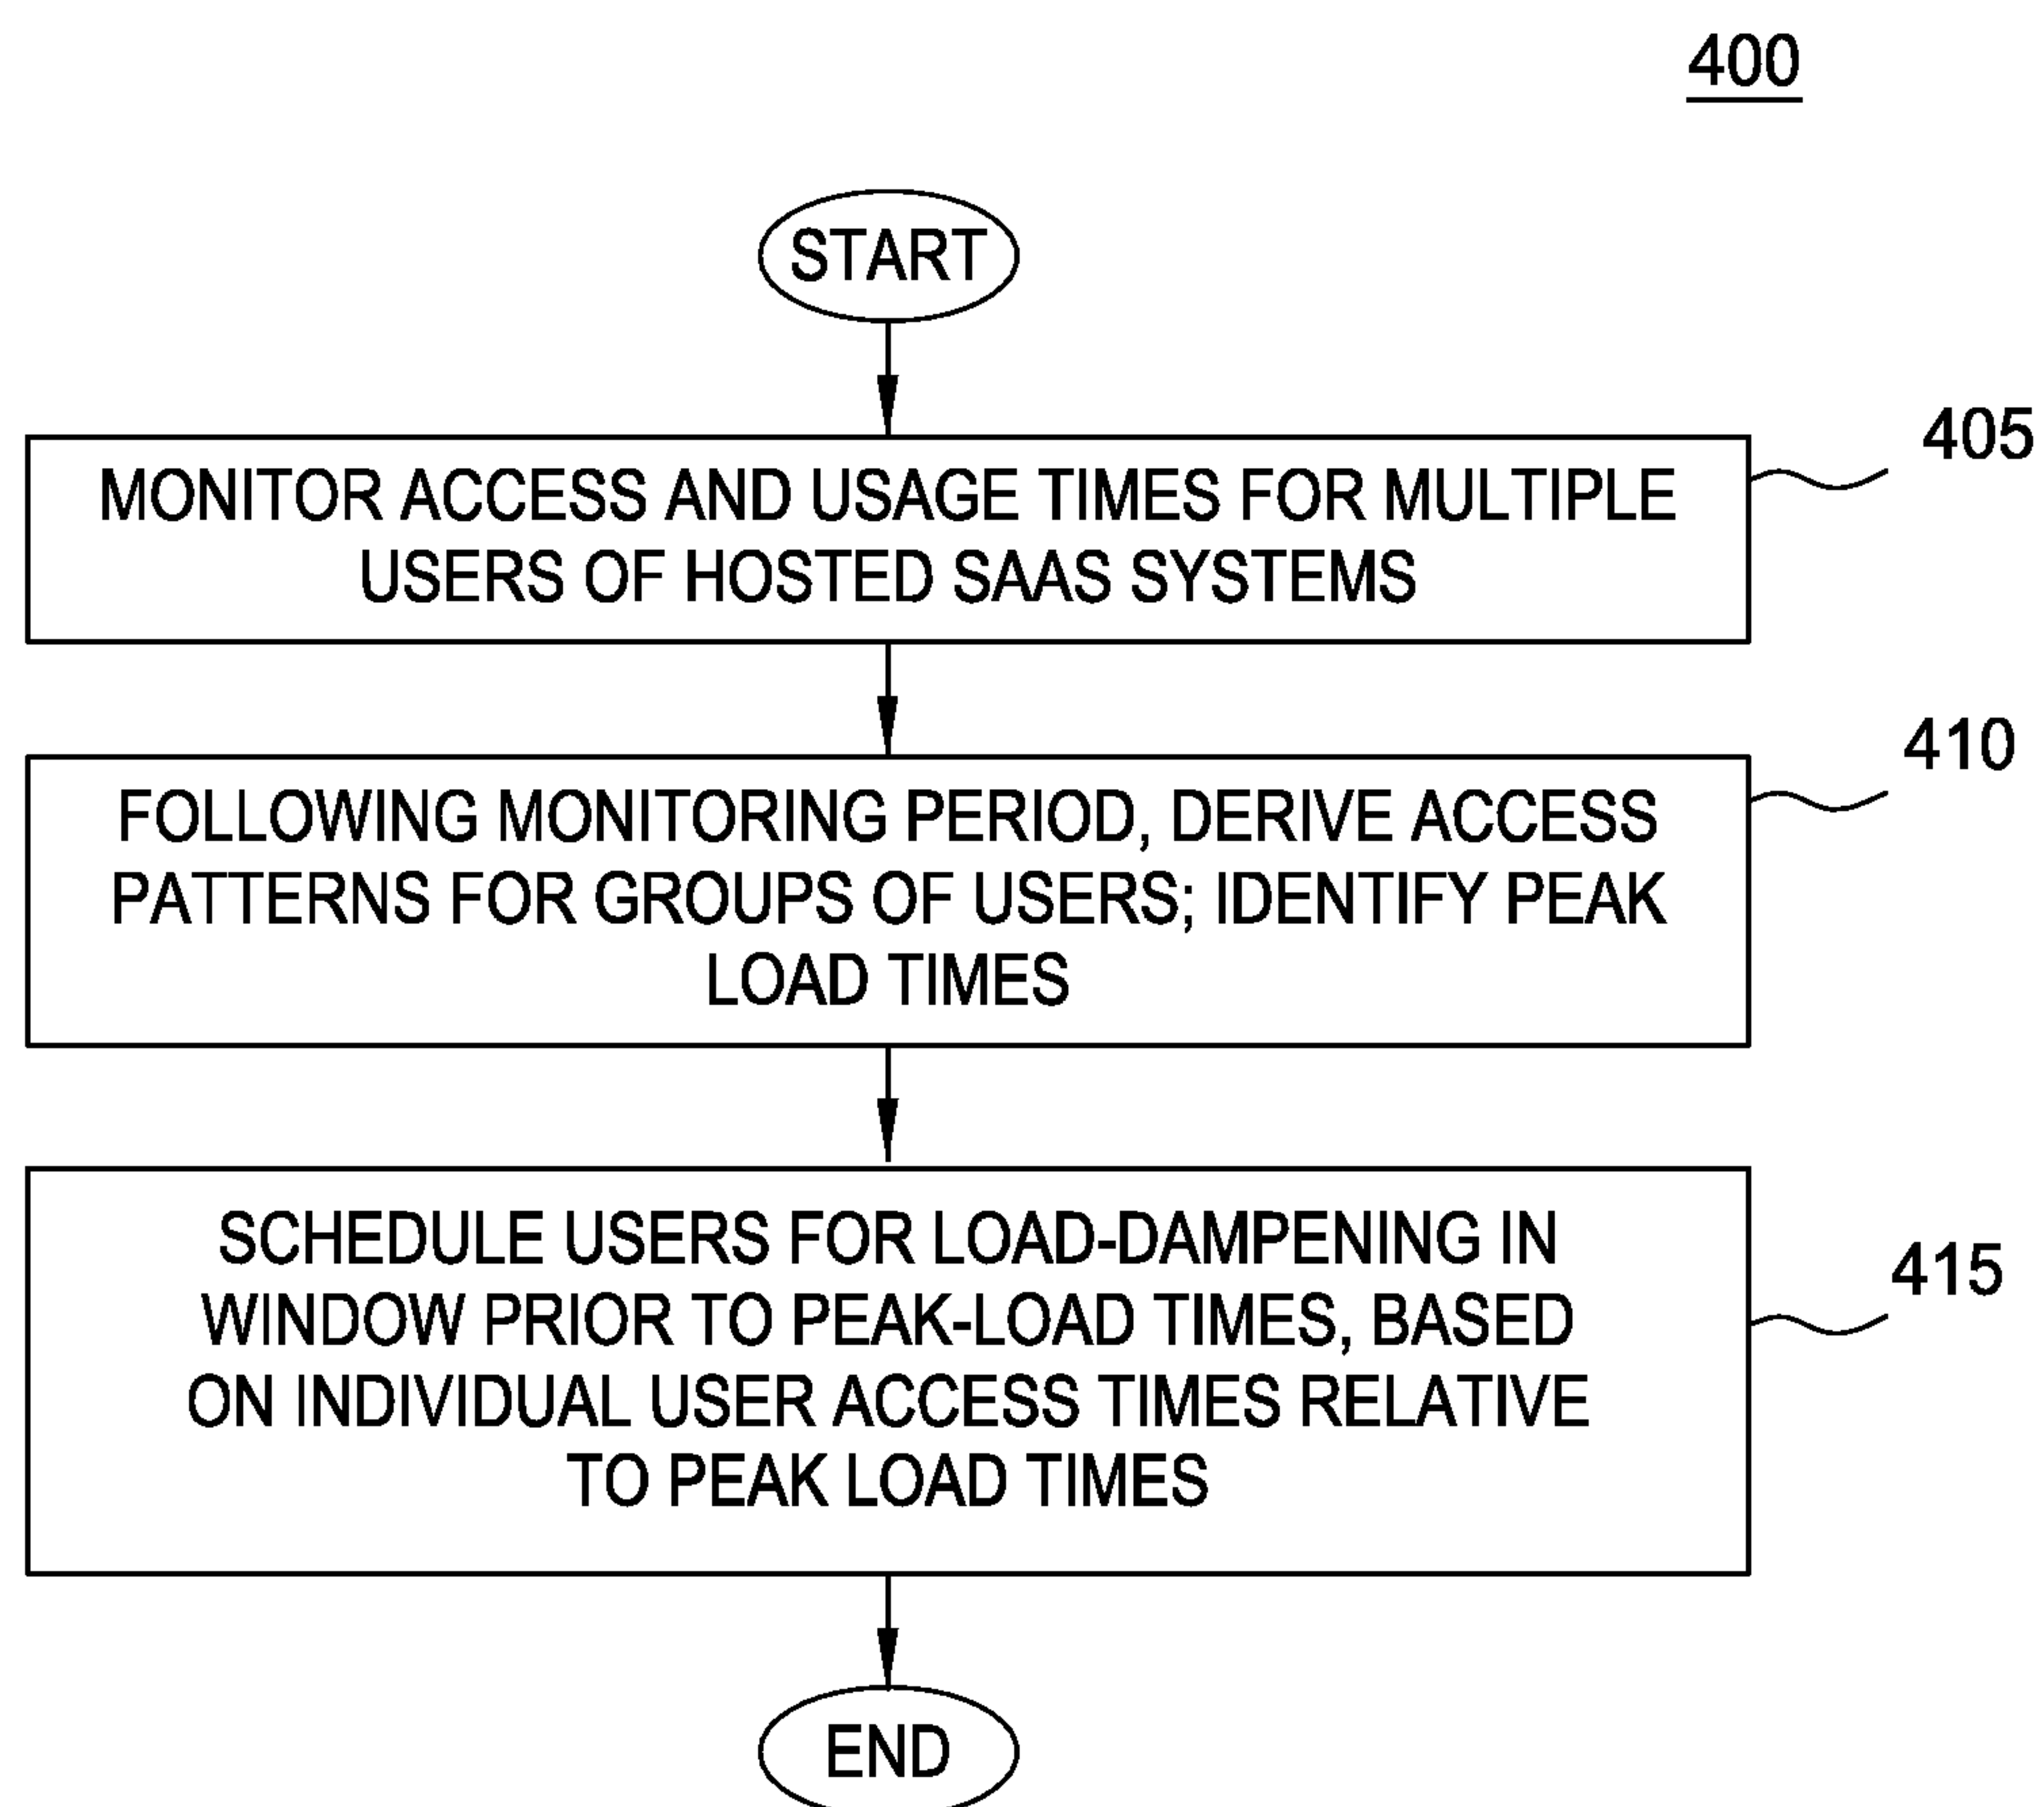 400
START
405
MONITOR ACCESS AND USAGE TIMES FOR MULTIPLE
USERS OF HOSTED SAAS SYSTEMS
410
FOLLOWING MONITORING PERIOD, DERIVE ACCESS
PATTERNS FOR GROUPS OF USERS; IDENTIFY PEAK
LOAD TIMES
415
SCHEDULE USERS FOR LOAD-DAMPENING IN
WINDOW PRIOR TO PEAK-LOAD TIMES, BASED
ON INDIVIDUAL USER ACCESS TIMES RELATIVE
TO PEAK LOAD TIMES
END